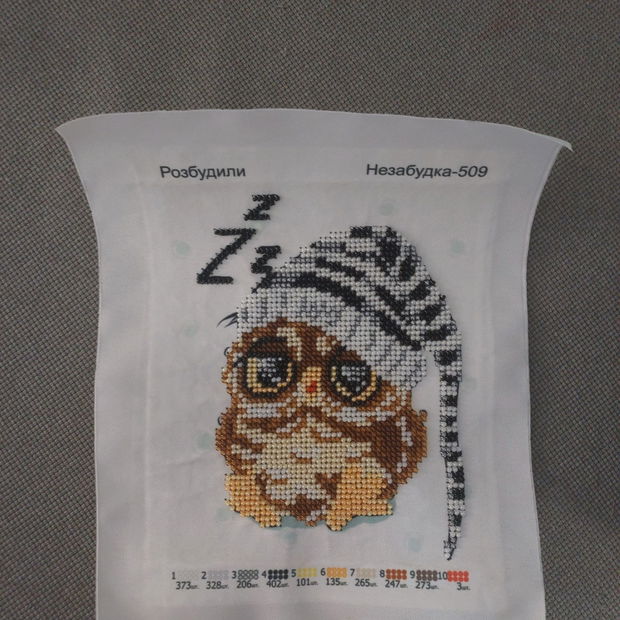 Розбудили Незабудка-509
Z z z
1 2 3 4 5 6 7 8 9 10
373шт. 328шт. 206шт. 402шт. 101шт. 135шт. 265шт. 247шт. 273шт. 3шт.